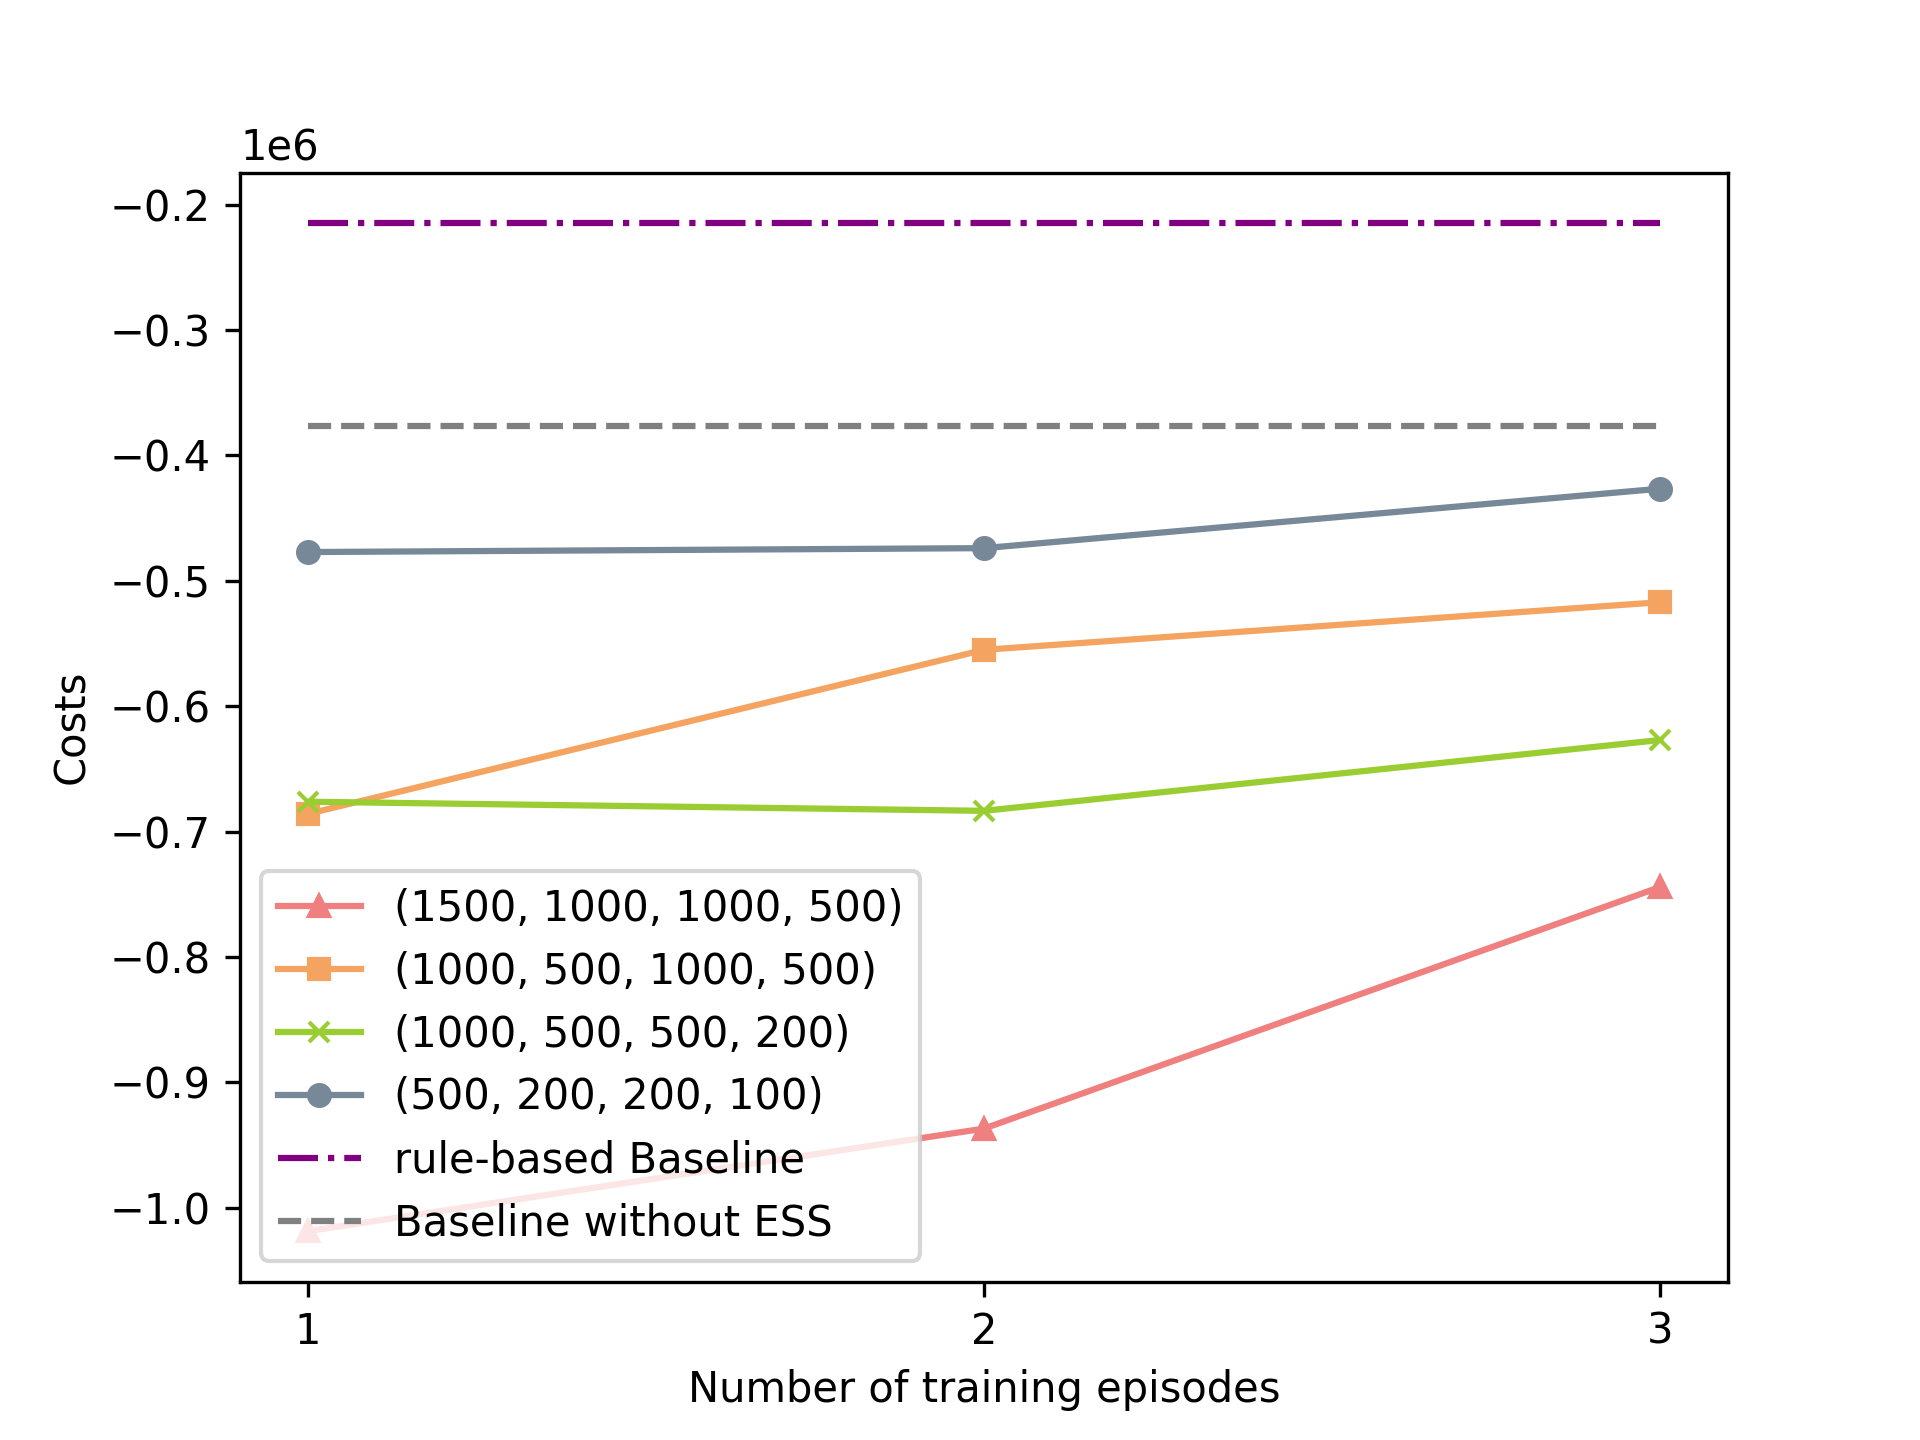 1e6
−0.2
−0.3
−0.4
−0.5
−0.6
−0.7
−0.8
−0.9
−1.0
Costs
(1500, 1000, 1000, 500)
(1000, 500, 1000, 500)
(1000, 500, 500, 200)
(500, 200, 200, 100)
rule-based Baseline
Baseline without ESS
1
2
3
Number of training episodes